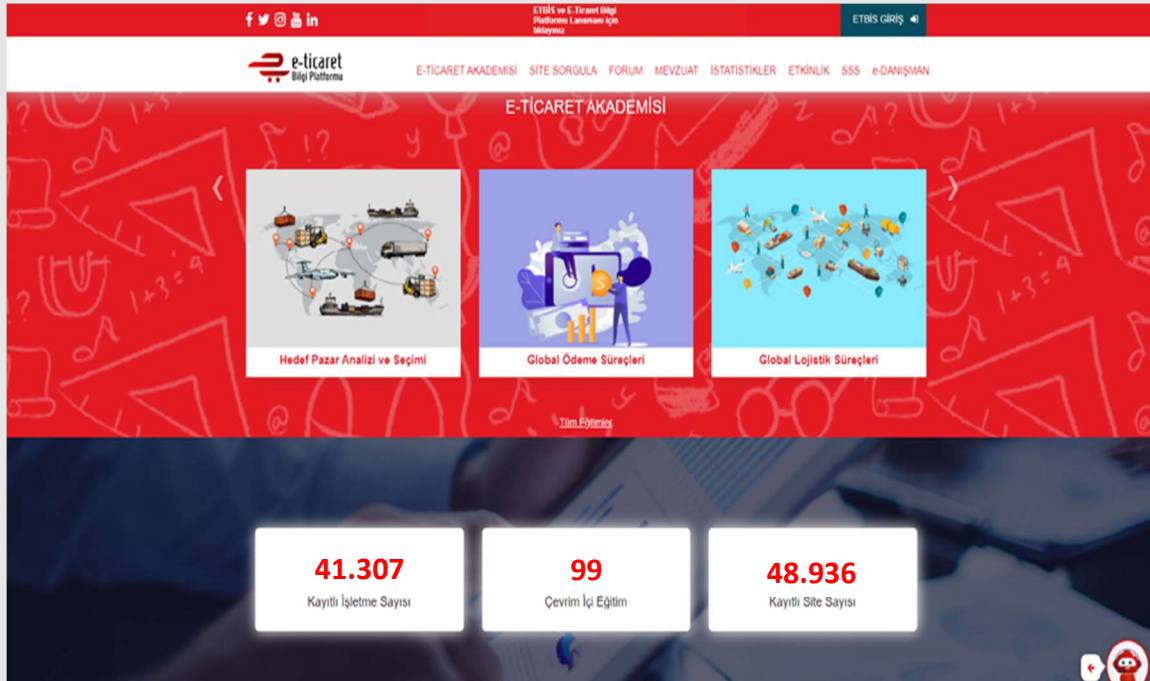 ETBİS ve E.Ticaret Bilgi
Platformu Lansmanı için
tıklayınız
ETBİS GİRİŞ
e-ticaret
Bilgi Platformu
E-TİCARET AKADEMİSİ SİTE SORGULA FORUM MEVZUAT İSTATİSTİKLER ETKİNLİK SSS e-DANIŞMAN
E-TİCARET AKADEMİSİ
Hedef Pazar Analizi ve Seçimi
Global Ödeme Süreçleri
Global Lojistik Süreçleri
Tüm Eğitimler
41.307
Kayıtlı İşletme Sayısı
99
Çevrim İçi Eğitim
48.936
Kayıtlı Site Sayısı